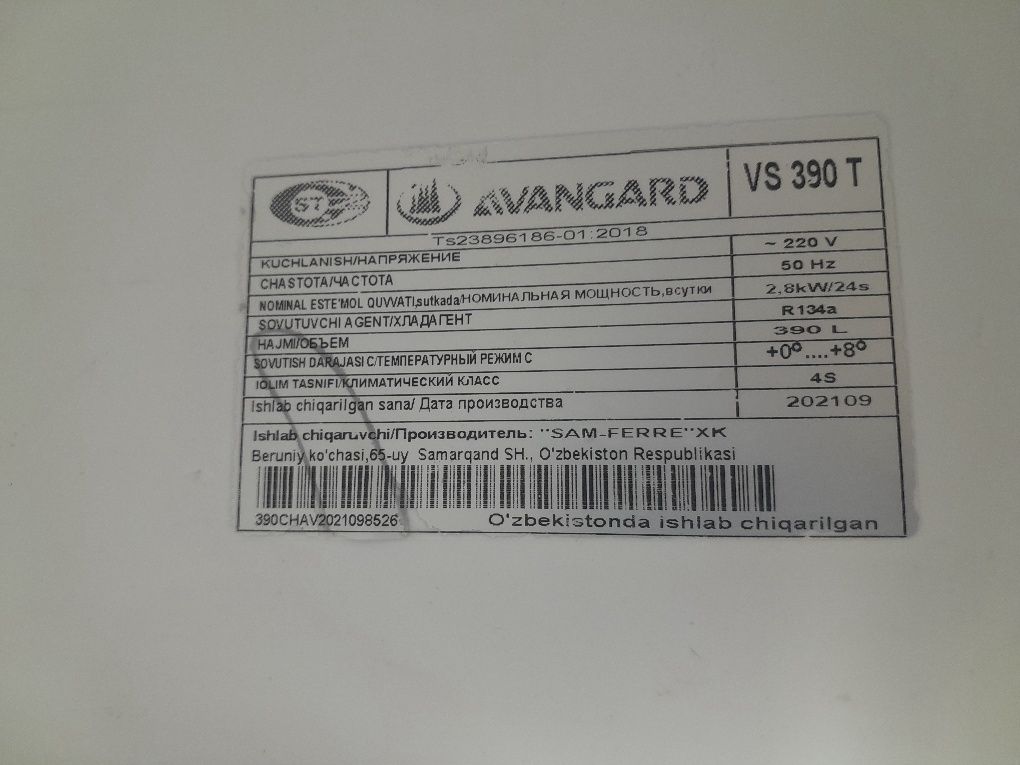 ST
AVANGARD
VS 390 T
Ts23896186-01:2018
KUCHLANISH/НАПРЯЖЕНИЕ ~ 220 V
CHASTOTA/ЧАСТОТА 50 Hz
NOMINAL ESTE'MOL QUVVATI,sutkada/НОМИНАЛЬНАЯ МОЩНОСТЬ,всутки 2,8kW/24s
SOVUTUVCHI AGENT/ХЛАДАГЕНТ R134a
HAJMI/ОБЪЕМ 390 L
SOVUTISH DARAJASI C/ТЕМПЕРАТУРНЫЙ РЕЖИМ С +0°....+8°
IQLIM TASNIFI/КЛИМАТИЧЕСКИЙ КЛАСС 4S
Ishlab chiqarilgan sana/ Дата производства 202109
Ishlab chiqaruvchi/Производитель: "SAM-FERRE"XK
Beruniy ko'chasi,65-uy Samarqand SH., O'zbekiston Respublikasi
390CHAV2021098526
O'zbekistonda ishlab chiqarilgan